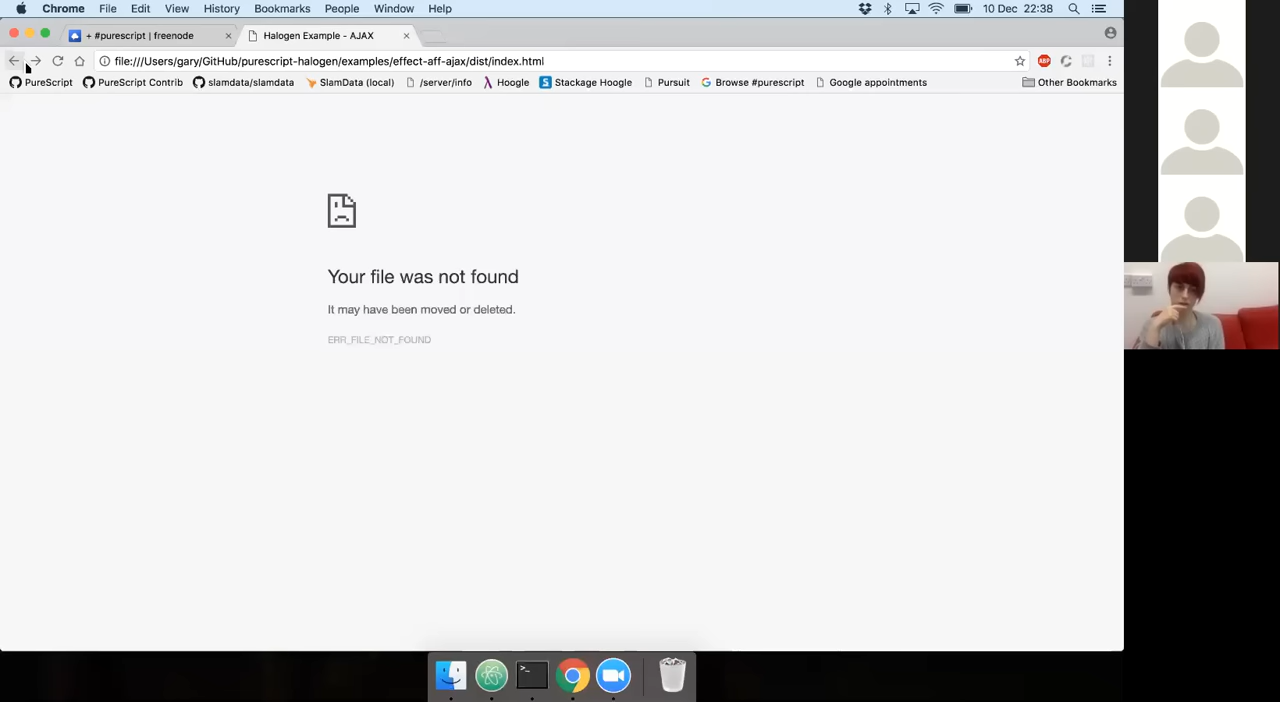 Chrome File Edit View History Bookmarks People Window Help 10 Dec 22:38
+ #purescript | freenode Halogen Example - AJAX
file:///Users/gary/GitHub/purescript-halogen/examples/effect-aff-ajax/dist/index.html ABP
PureScript PureScript Contrib slamdata/slamdata SlamData (local) /server/info Hoogle Stackage Hoogle Pursuit Browse #purescript Google appointments Other Bookmarks
Your file was not found
It may have been moved or deleted.
ERR_FILE_NOT_FOUND